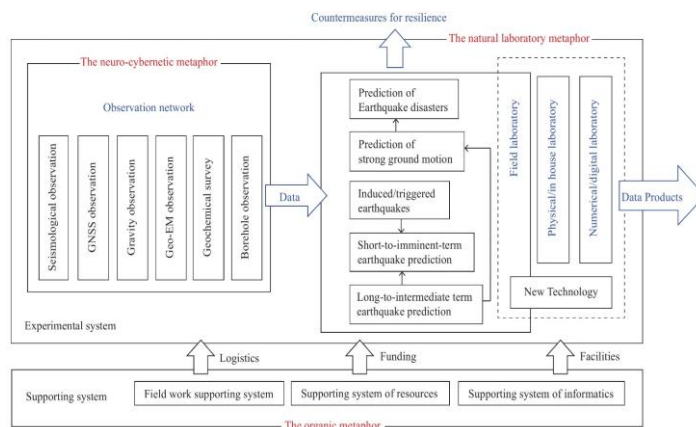 Countermeasures for resilience
The natural laboratory metaphor
The neuro-cybernetic metaphor
Observation network
Seismological observation
GNSS observation
Gravity observation
Geo-EM observation
Geochemical survey
Borehole observation
Data
Prediction of
Earthquake disasters
Prediction of
strong ground motion
Induced/triggered
earthquakes
Short-to-imminent-term
earthquake prediction
Long-to-intermediate term
earthquake prediction
Field laboratory
Physical/in house laboratory
Numerical/digital laboratory
New Technology
Data Products
Experimental system
Logistics
Funding
Facilities
Supporting system
Field work supporting system
Supporting system of resources
Supporting system of informatics
The organic metaphor